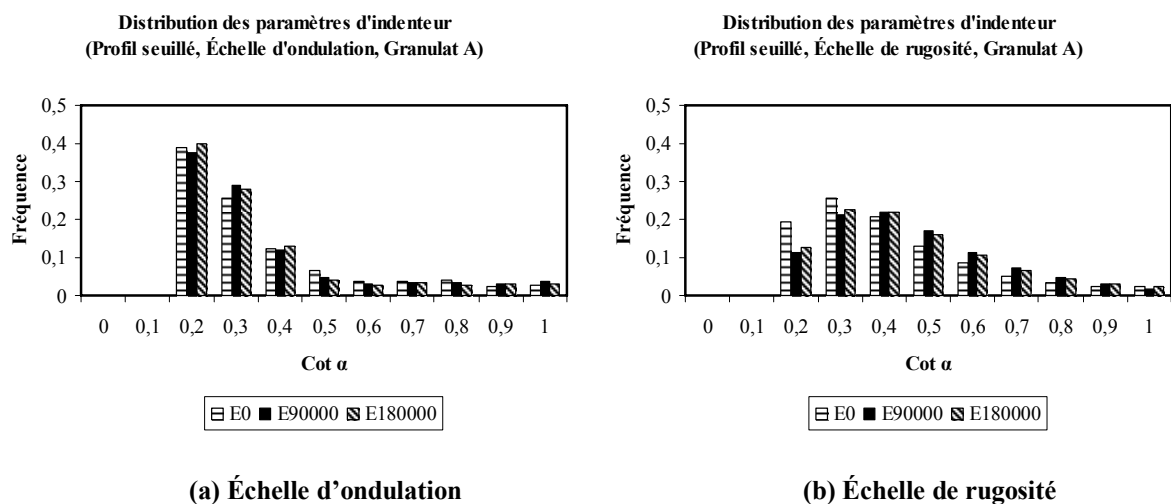 Distribution des paramètres d'indenteur
(Profil seuillé, Échelle d'ondulation, Granulat A)
0,5
0,4
0,3
0,2
0,1
0
Fréquence
0 0,1 0,2 0,3 0,4 0,5 0,6 0,7 0,8 0,9 1
Cot α
E0 E90000 E180000
(a) Échelle d’ondulation
Distribution des paramètres d'indenteur
(Profil seuillé, Échelle de rugosité, Granulat A)
0,5
0,4
0,3
0,2
0,1
0
Fréquence
0 0,1 0,2 0,3 0,4 0,5 0,6 0,7 0,8 0,9 1
Cot α
E0 E90000 E180000
(b) Échelle de rugosité